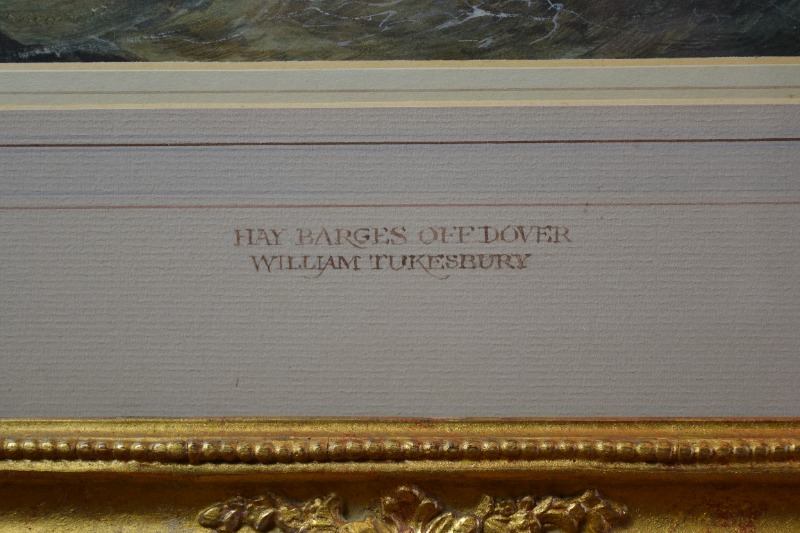 HAY BARGES OFF DOVER
WILLIAM TUKESBURY